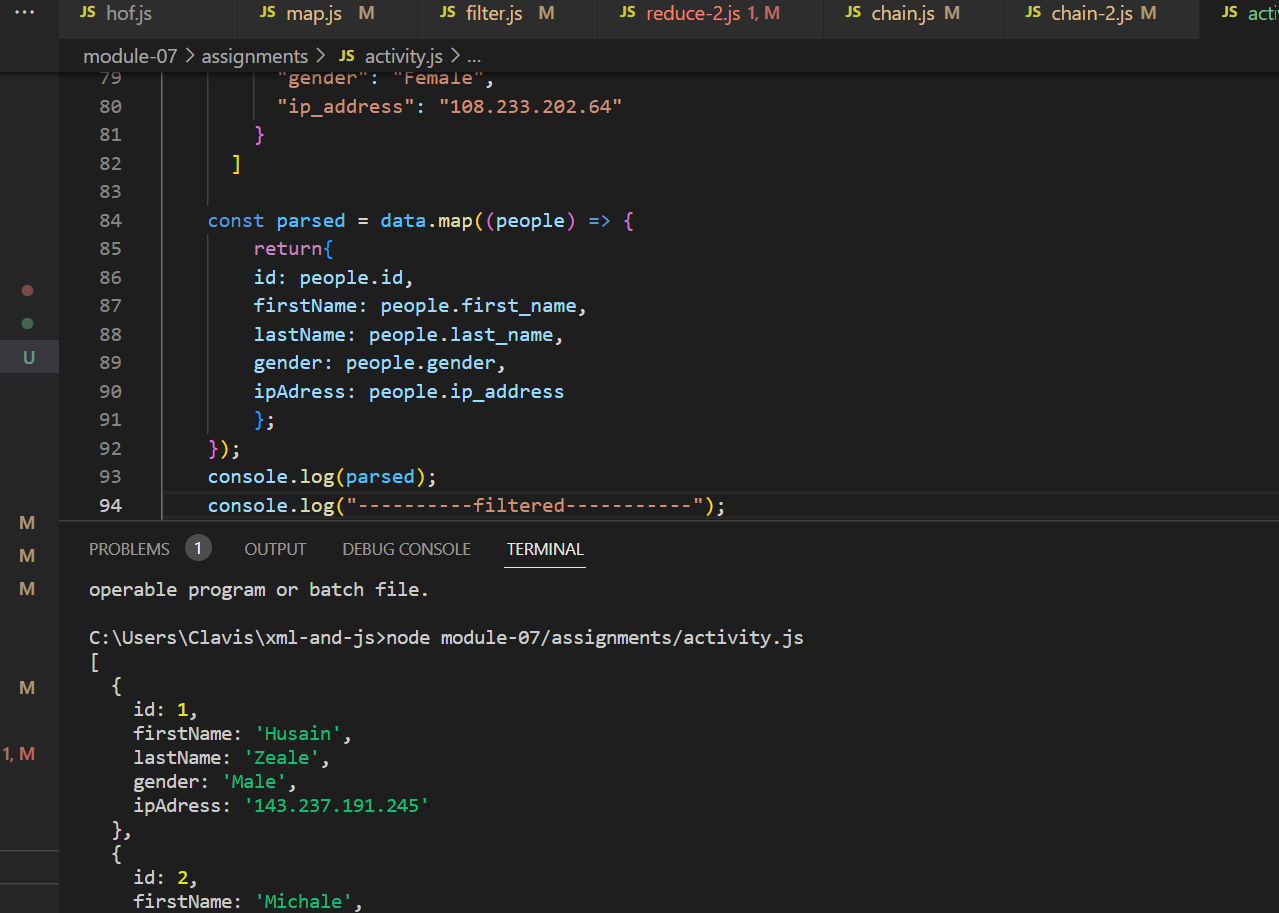 ... JS hof.js JS map.js M JS filter.js M JS reduce-2.js 1, M JS chain.js M JS chain-2.js M JS acti
module-07 > assignments > JS activity.js > ...
79 "gender": "Female",
80 "ip_address": "108.233.202.64"
81 }
82 ]
83
84 const parsed = data.map((people) => {
85 return{
86 id: people.id,
87 firstName: people.first_name,
88 lastName: people.last_name,
U 89 gender: people.gender,
90 ipAdress: people.ip_address
91 };
92 });
93 console.log(parsed);
94 console.log("----------filtered-----------");
M
PROBLEMS 1 OUTPUT DEBUG CONSOLE TERMINAL
M
M operable program or batch file.
C:\Users\Clavis\xml-and-js>node module-07/assignments/activity.js
[
M {
id: 1,
firstName: 'Husain',
1, M lastName: 'Zeale',
gender: 'Male',
ipAdress: '143.237.191.245'
},
{
id: 2,
firstName: 'Michale',